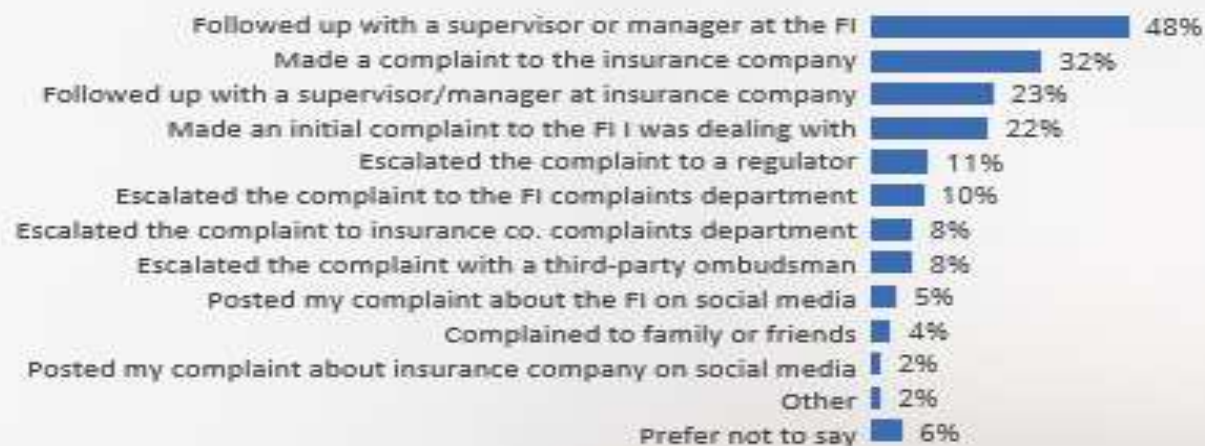 Followed up with a supervisor or manager at the FI 48%
Made a complaint to the insurance company 32%
Followed up with a supervisor/manager at insurance company 23%
Made an initial complaint to the FI I was dealing with 22%
Escalated the complaint to a regulator 11%
Escalated the complaint to the FI complaints department 10%
Escalated the complaint to insurance co. complaints department 8%
Escalated the complaint with a third-party ombudsman 8%
Posted my complaint about the FI on social media 5%
Complained to family or friends 4%
Posted my complaint about insurance company on social media 2%
Other 2%
Prefer not to say 6%